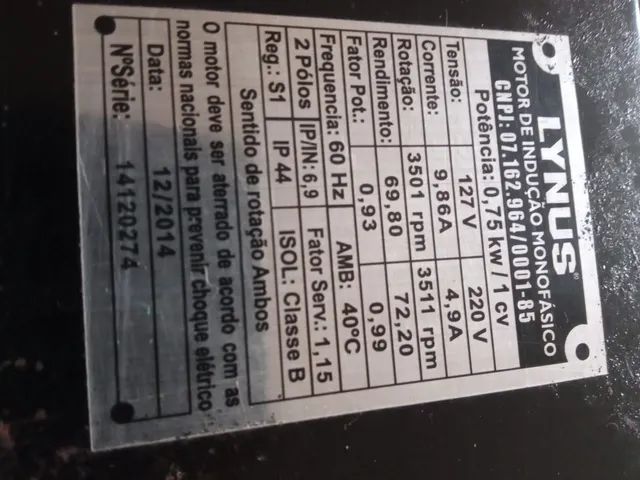 LYNUS®
MOTOR DE INDUÇÃO MONOFÁSICO
CNPJ: 07.162.964/0001-85
Potência: 0,75 kw / 1 cv
Tensão: 127 V 220 V
Corrente: 9,86A 4,9A
Rotação: 3501 rpm 3511 rpm
Rendimento: 69,80 72,20
Fator Pot.: 0,93 0,99
Frequencia: 60 Hz AMB: 40ºC
2 Pólos IP/IN: 6,9 Fator Serv.: 1,15
Reg.: S1 IP 44 ISOL: Classe B
Sentido de rotação Ambos
O motor deve ser aterrado de acordo com as
normas nacionais para prevenir choque elétrico
Data: 12/2014
NºSérie: 14120274